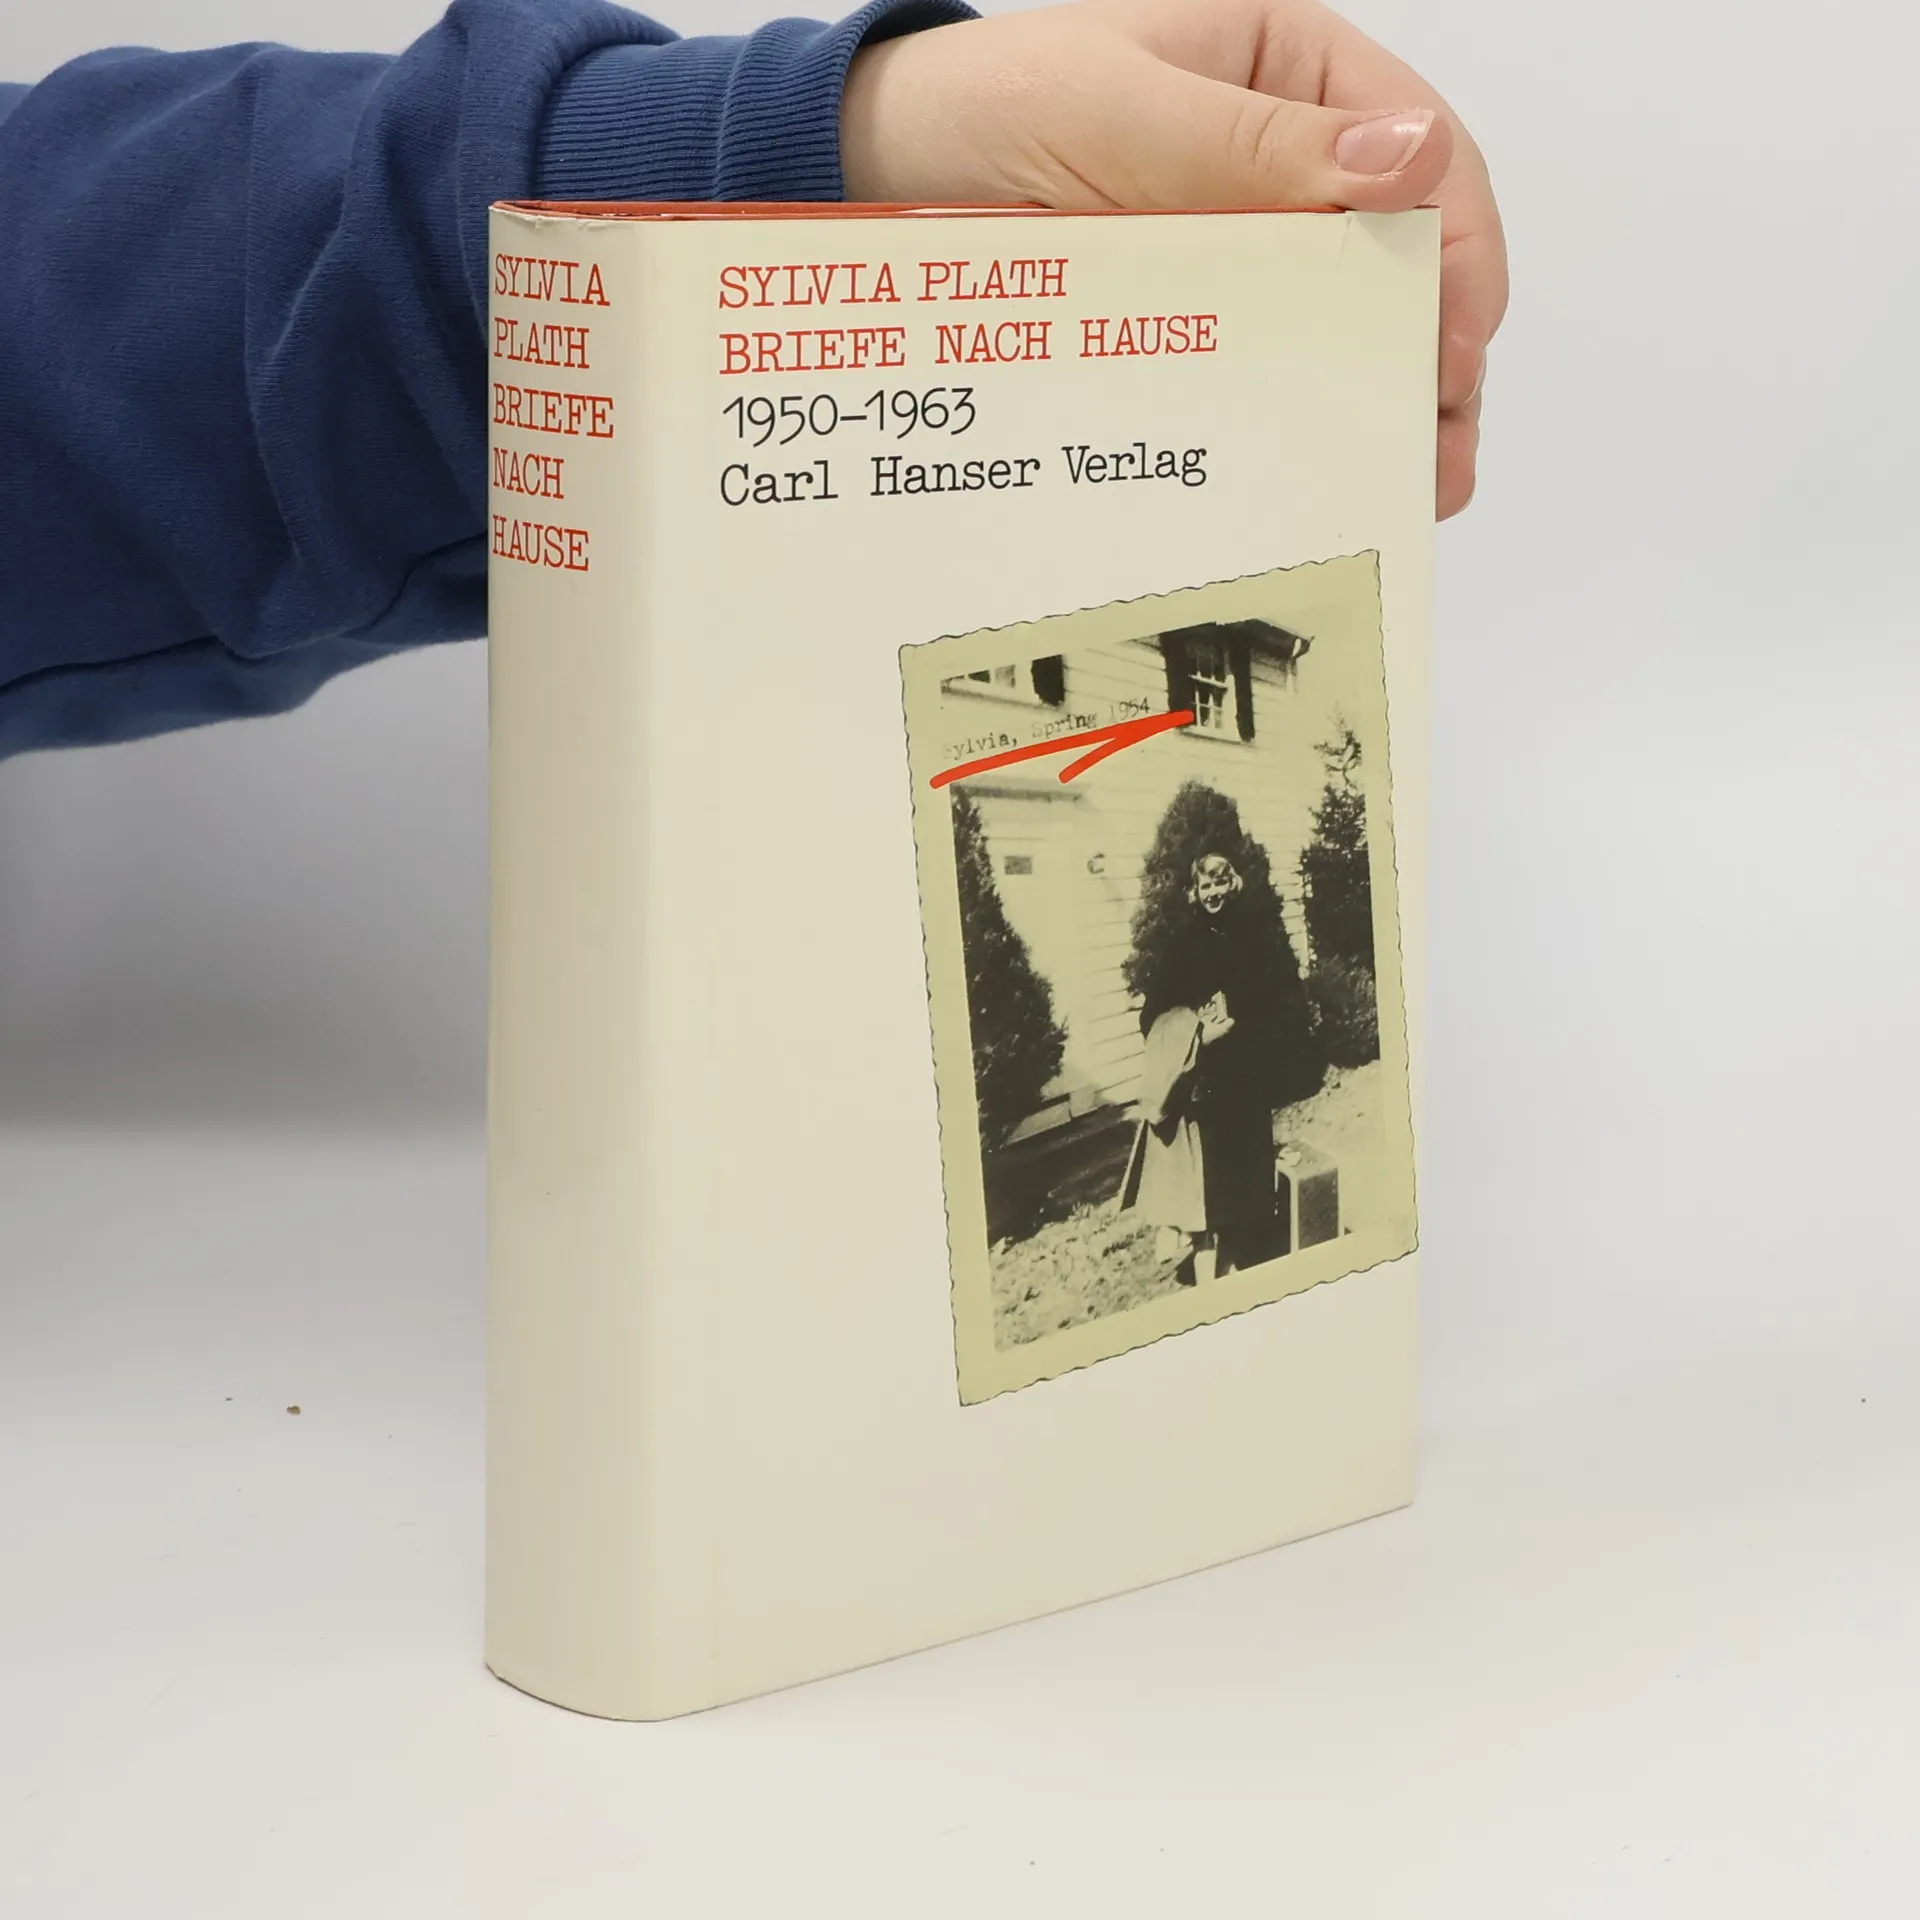 SYLVIA
PLATH
BRIEFE
NACH
HAUSE
SYLVIA PLATH
BRIEFE NACH HAUSE
1950–1963
Carl Hanser Verlag
Sylvia, Spring 1954